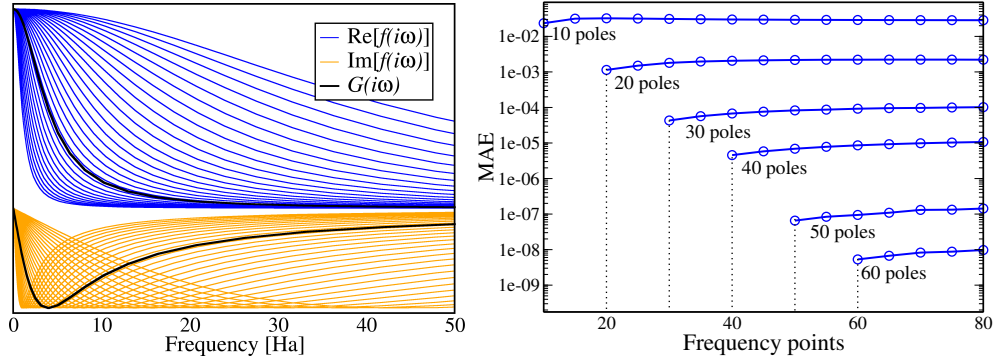 Re[f(iω)]
Im[f(iω)]
G(iω)
0
10
20
30
40
50
Frequency [Ha]
MAE
1e-02
1e-03
1e-04
1e-05
1e-06
1e-07
1e-08
1e-09
10 poles
20 poles
30 poles
40 poles
50 poles
60 poles
20
40
60
80
Frequency points